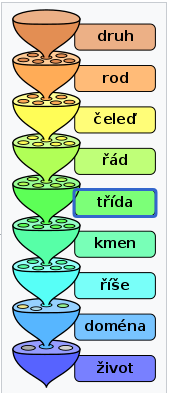 druh
rod
čeleď
řád
třída
kmen
říše
doména
život